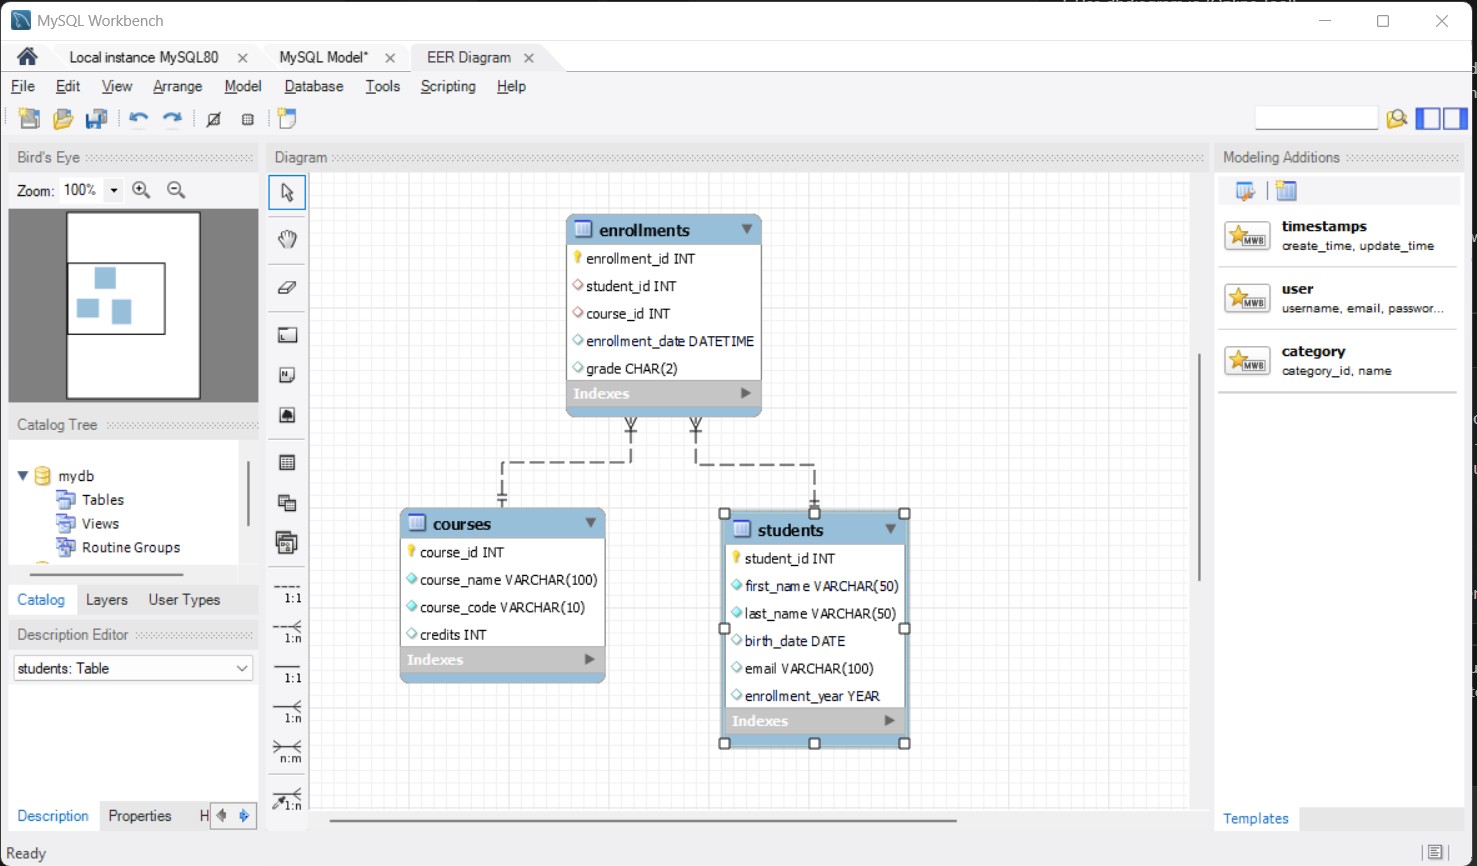 MySQL Workbench
Local instance MySQL80
MySQL Model*
EER Diagram
File Edit View Arrange Model Database Tools Scripting Help
Bird's Eye
Zoom: 100%
Catalog Tree
mydb
Tables
Views
Routine Groups
Catalog Layers User Types
Description Editor
students: Table
Description Properties H
Ready
Diagram
1:1
1:n
1:1
1:n
n:m
1:n
enrollments
enrollment_id INT
student_id INT
course_id INT
enrollment_date DATETIME
grade CHAR(2)
Indexes
courses
course_id INT
course_name VARCHAR(100)
course_code VARCHAR(10)
credits INT
Indexes
students
student_id INT
first_name VARCHAR(50)
last_name VARCHAR(50)
birth_date DATE
email VARCHAR(100)
enrollment_year YEAR
Indexes
Modeling Additions
MWB
timestamps
create_time, update_time
MWB
user
username, email, passwor...
MWB
category
category_id, name
Templates